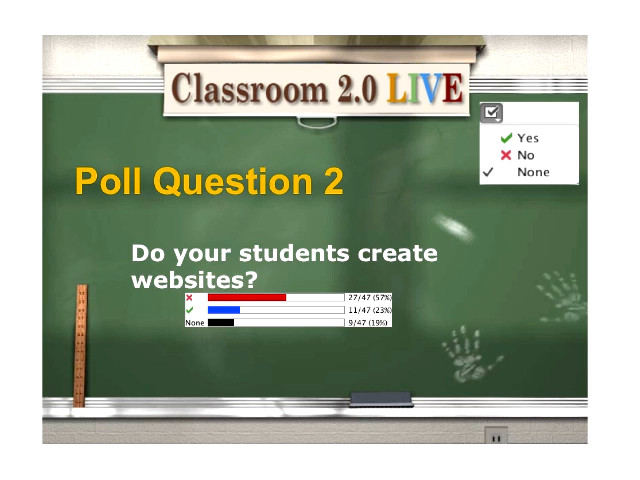 Classroom 2.0 LIVE
Yes
No
None
Poll Question 2
Do your students create
websites?
27/47 (57%)
11/47 (23%)
None 9/47 (19%)